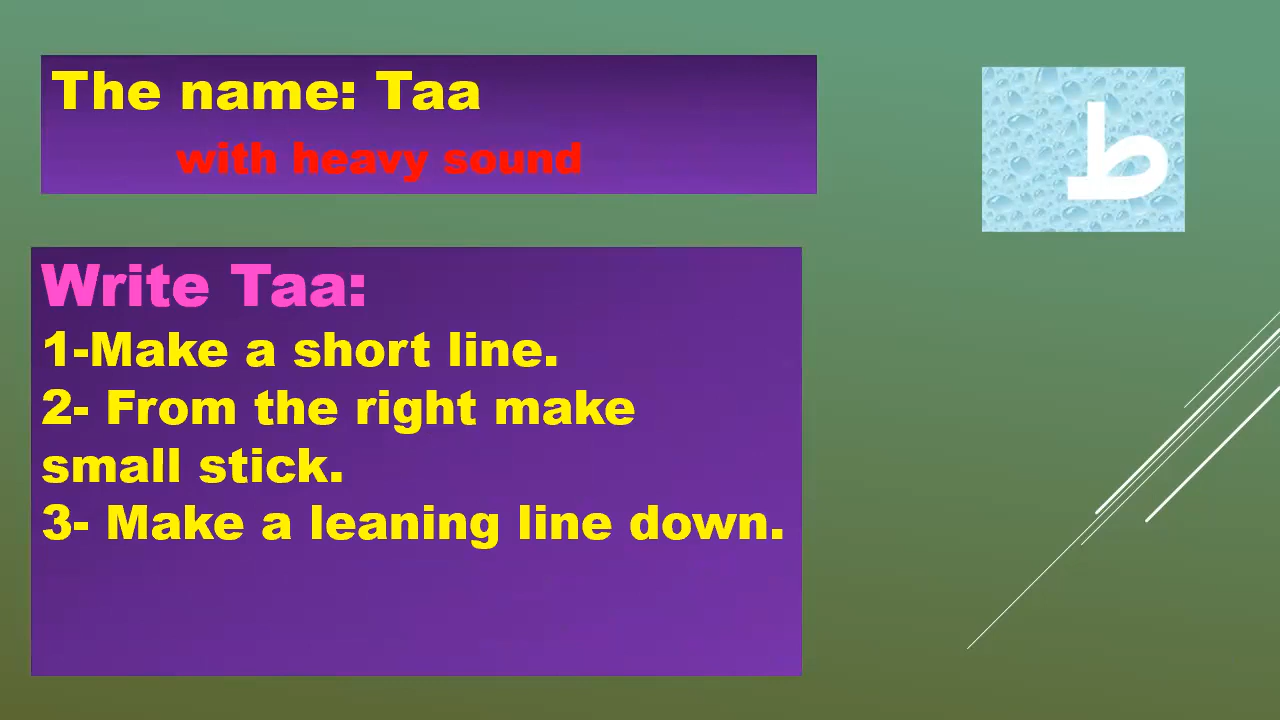 The name: Taa
with heavy sound
ط
Write Taa:
1-Make a short line.
2- From the right make
small stick.
3- Make a leaning line down.